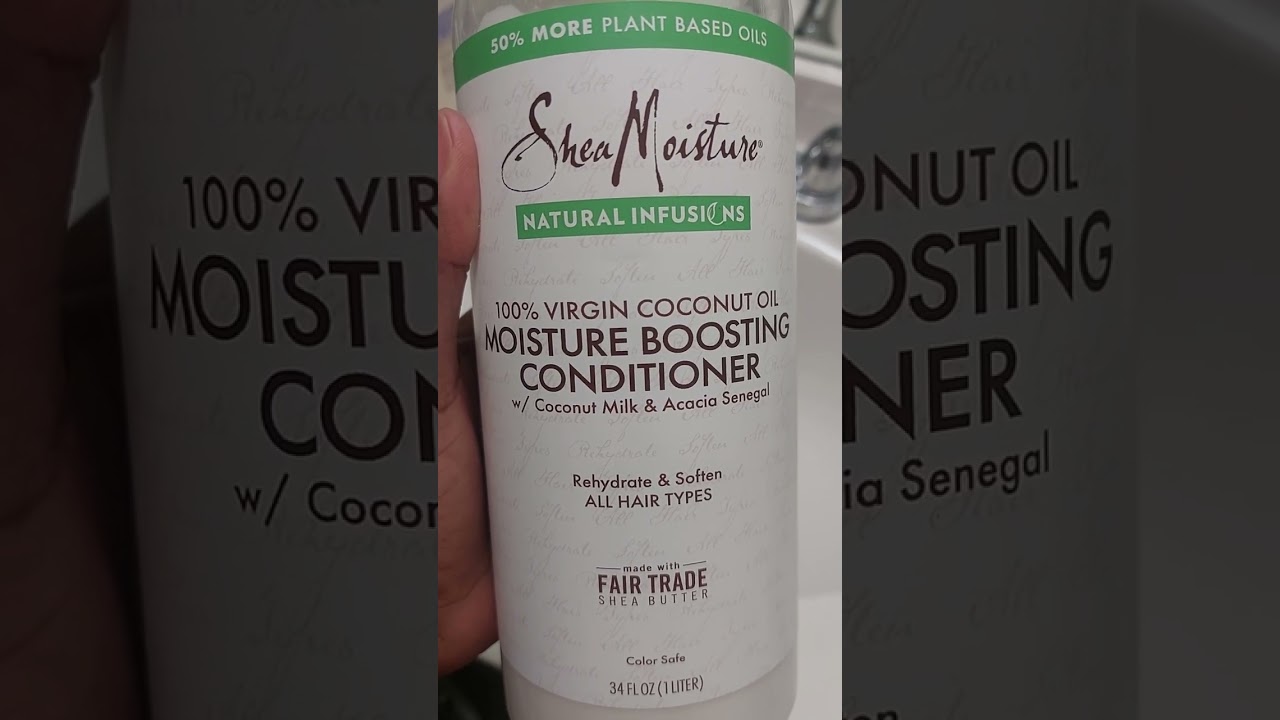 50% MORE PLANT BASED OILS
SheaMoisture®
NATURAL INFUSIONS
100% VIRGIN COCONUT OIL
MOISTURE BOOSTING
CONDITIONER
w/ Coconut Milk & Acacia Senegal
Rehydrate & Soften
ALL HAIR TYPES
made with
FAIR TRADE
SHEA BUTTER
Color Safe
34 FL OZ (1 LITER)